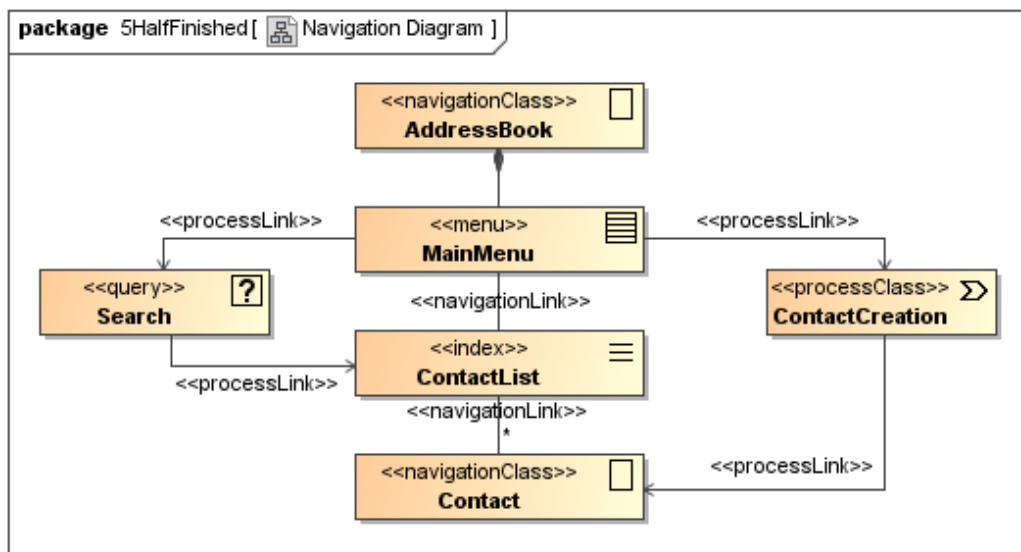 package 5HalfFinished [ Navigation Diagram ]
<<navigationClass>>
AddressBook
<<processLink>>
<<menu>>
MainMenu
<<processLink>>
<<query>>
?
Search
<<navigationLink>>
<<processClass>>
ContactCreation
<<processLink>>
<<index>>
ContactList
<<navigationLink>>
*
<<navigationClass>>
Contact
<<processLink>>